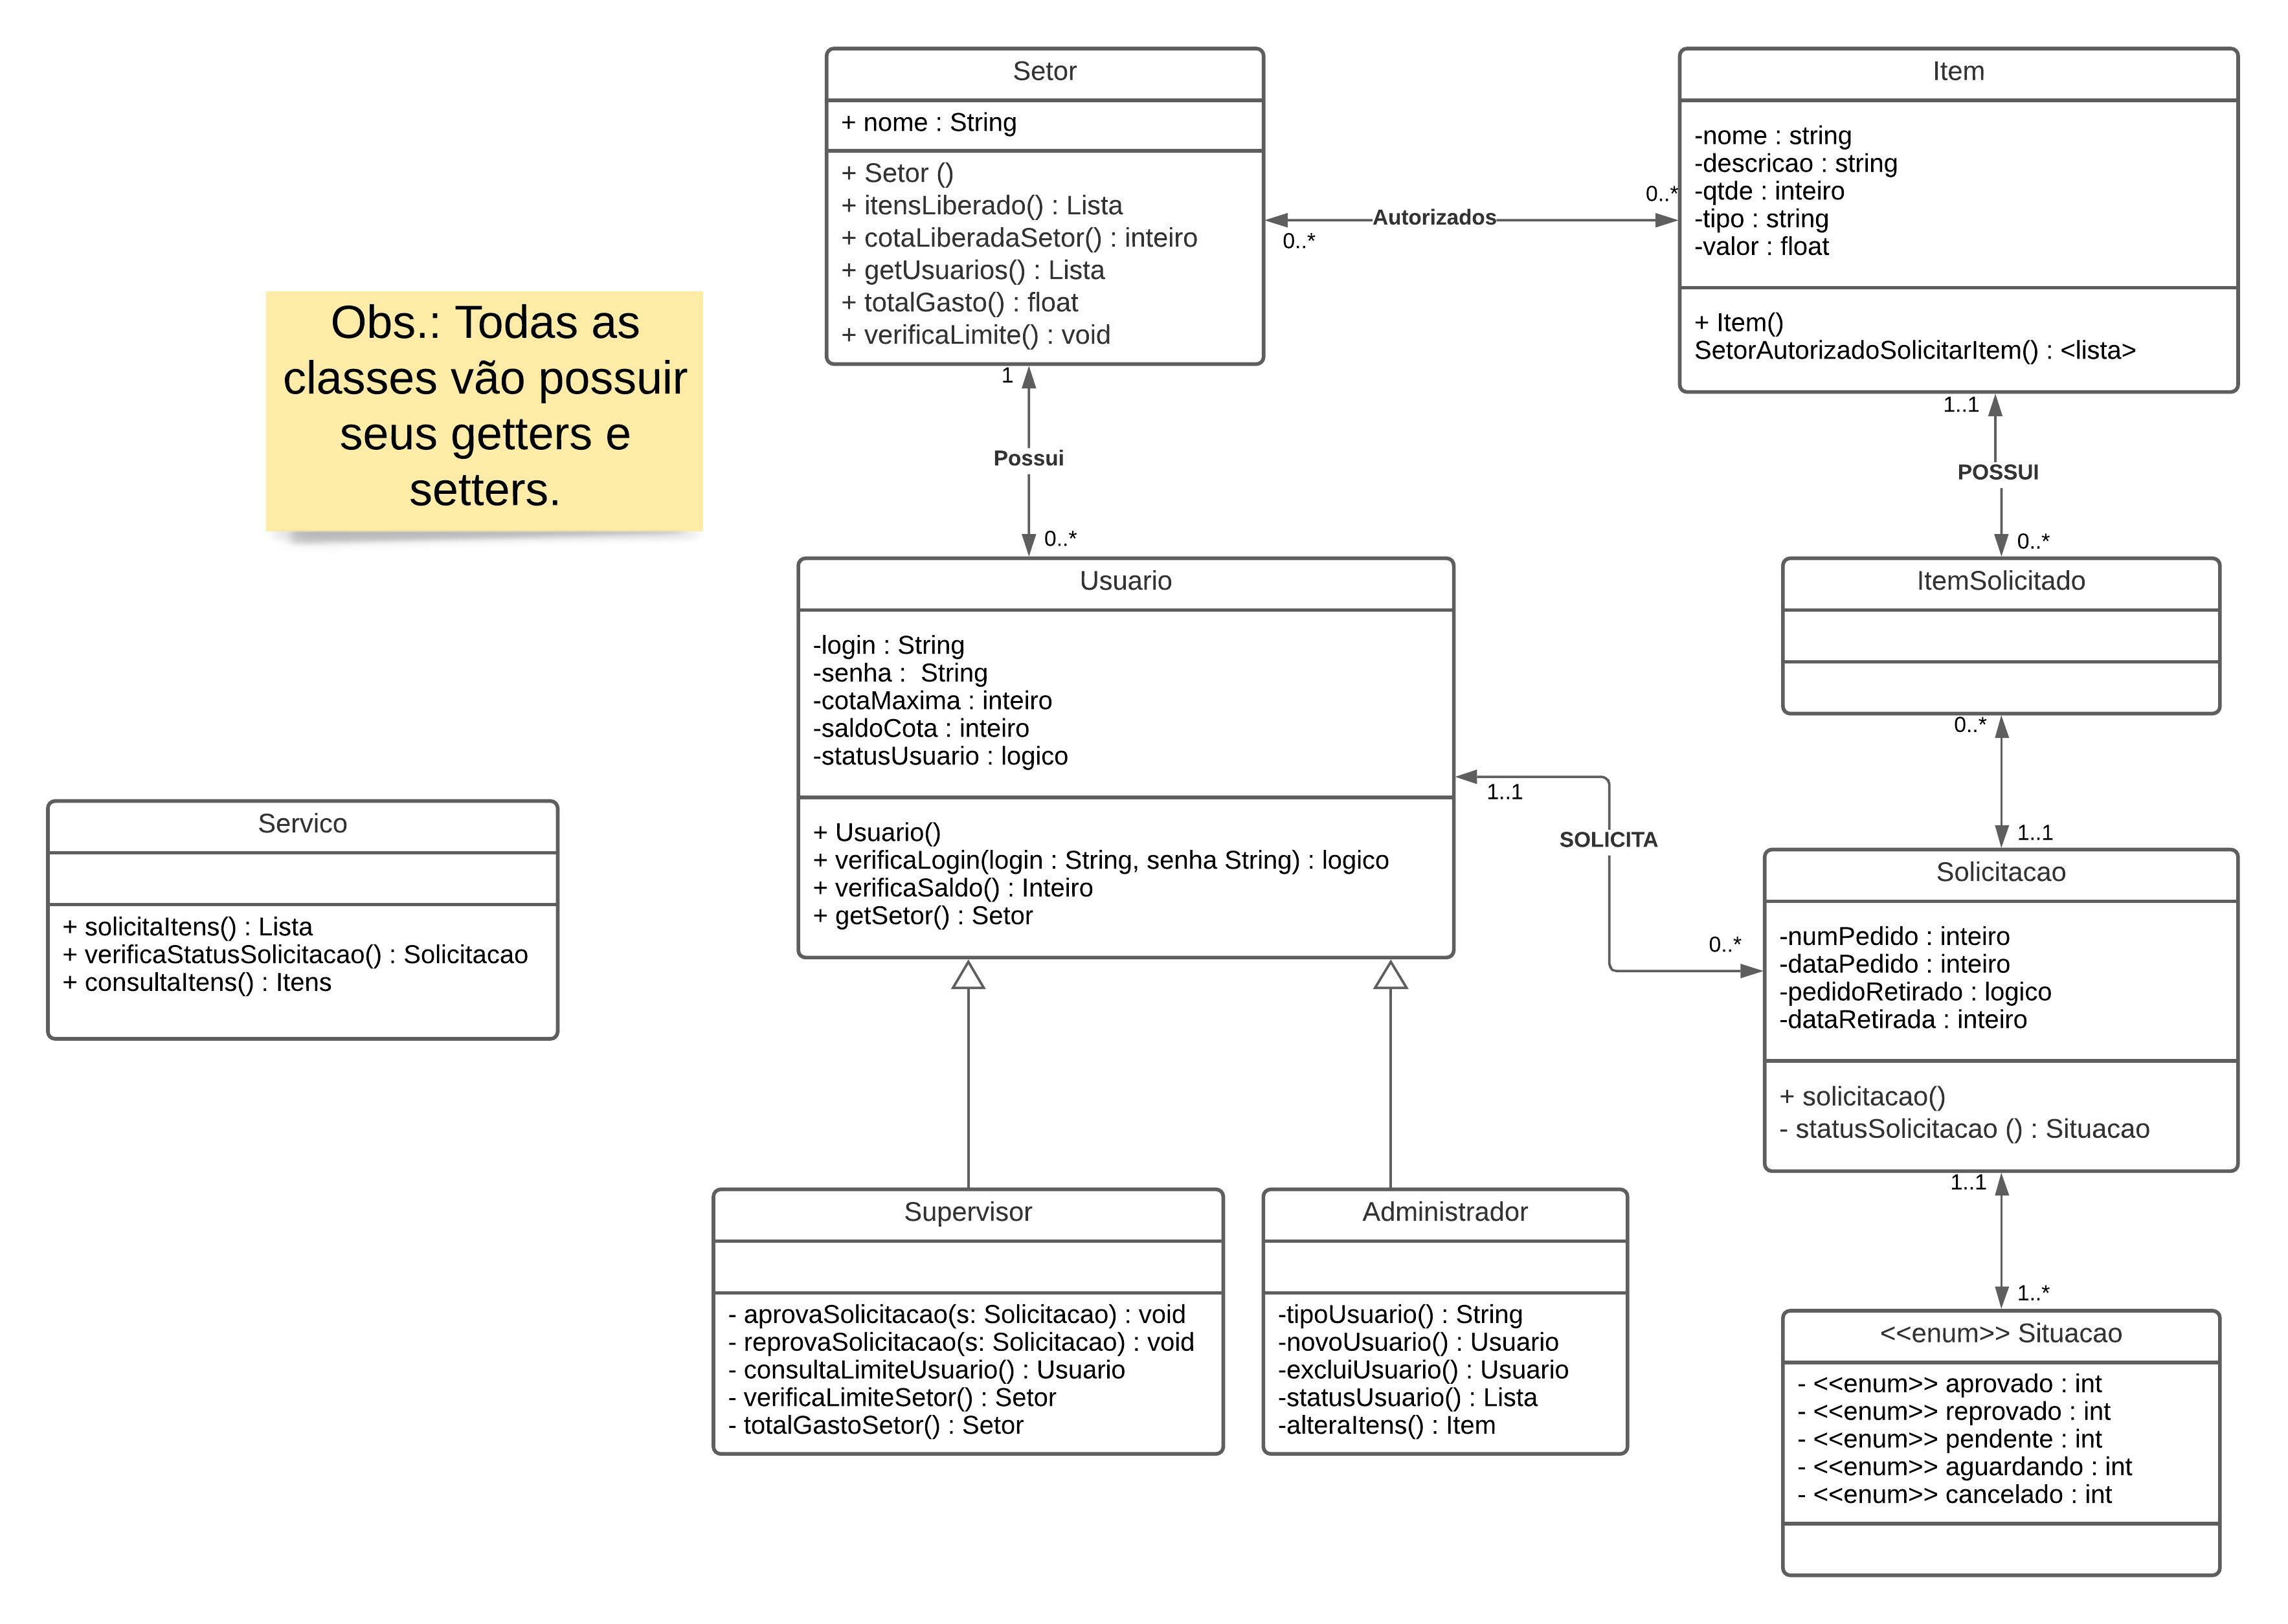 Setor
+ nome : String
+ Setor ()
+ itensLiberado() : Lista
+ cotaLiberadaSetor() : inteiro
+ getUsuarios() : Lista
+ totalGasto() : float
+ verificaLimite() : void
Autorizados
0..*
0..*
Item
-nome : string
-descricao : string
-qtde : inteiro
-tipo : string
-valor : float
+ Item()
SetorAutorizadoSolicitarItem() : <lista>
Obs.: Todas as
classes vão possuir
seus getters e
setters.
1
Possui
0..*
1..1
POSSUI
0..*
Usuario
-login : String
-senha :  String
-cotaMaxima : inteiro
-saldoCota : inteiro
-statusUsuario : logico
+ Usuario()
+ verificaLogin(login : String, senha String) : logico
+ verificaSaldo() : Inteiro
+ getSetor() : Setor
ItemSolicitado
0..*
1..1
1..1
SOLICITA
0..*
Servico
+ solicitaItens() : Lista
+ verificaStatusSolicitacao() : Solicitacao
+ consultaItens() : Itens
Solicitacao
-numPedido : inteiro
-dataPedido : inteiro
-pedidoRetirado : logico
-dataRetirada : inteiro
+ solicitacao()
- statusSolicitacao () : Situacao
1..1
1..*
Supervisor
- aprovaSolicitacao(s: Solicitacao) : void
- reprovaSolicitacao(s: Solicitacao) : void
- consultaLimiteUsuario() : Usuario
- verificaLimiteSetor() : Setor
- totalGastoSetor() : Setor
Administrador
-tipoUsuario() : String
-novoUsuario() : Usuario
-excluiUsuario() : Usuario
-statusUsuario() : Lista
-alteraItens() : Item
<<enum>> Situacao
- <<enum>> aprovado : int
- <<enum>> reprovado : int
- <<enum>> pendente : int
- <<enum>> aguardando : int
- <<enum>> cancelado : int